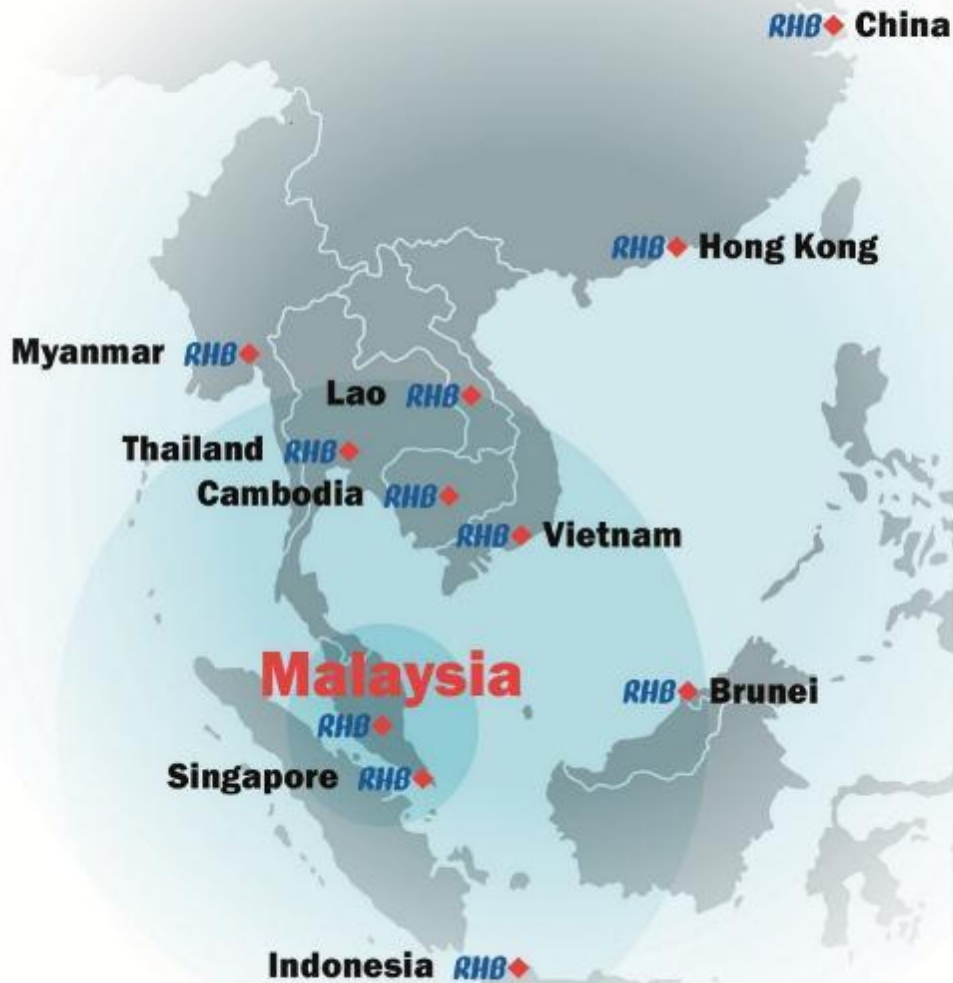 RHB China
RHB Hong Kong
Myanmar RHB
Lao RHB
Thailand RHB
Cambodia RHB
RHB Vietnam
Malaysia
RHB
RHB Brunei
Singapore RHB
Indonesia RHB